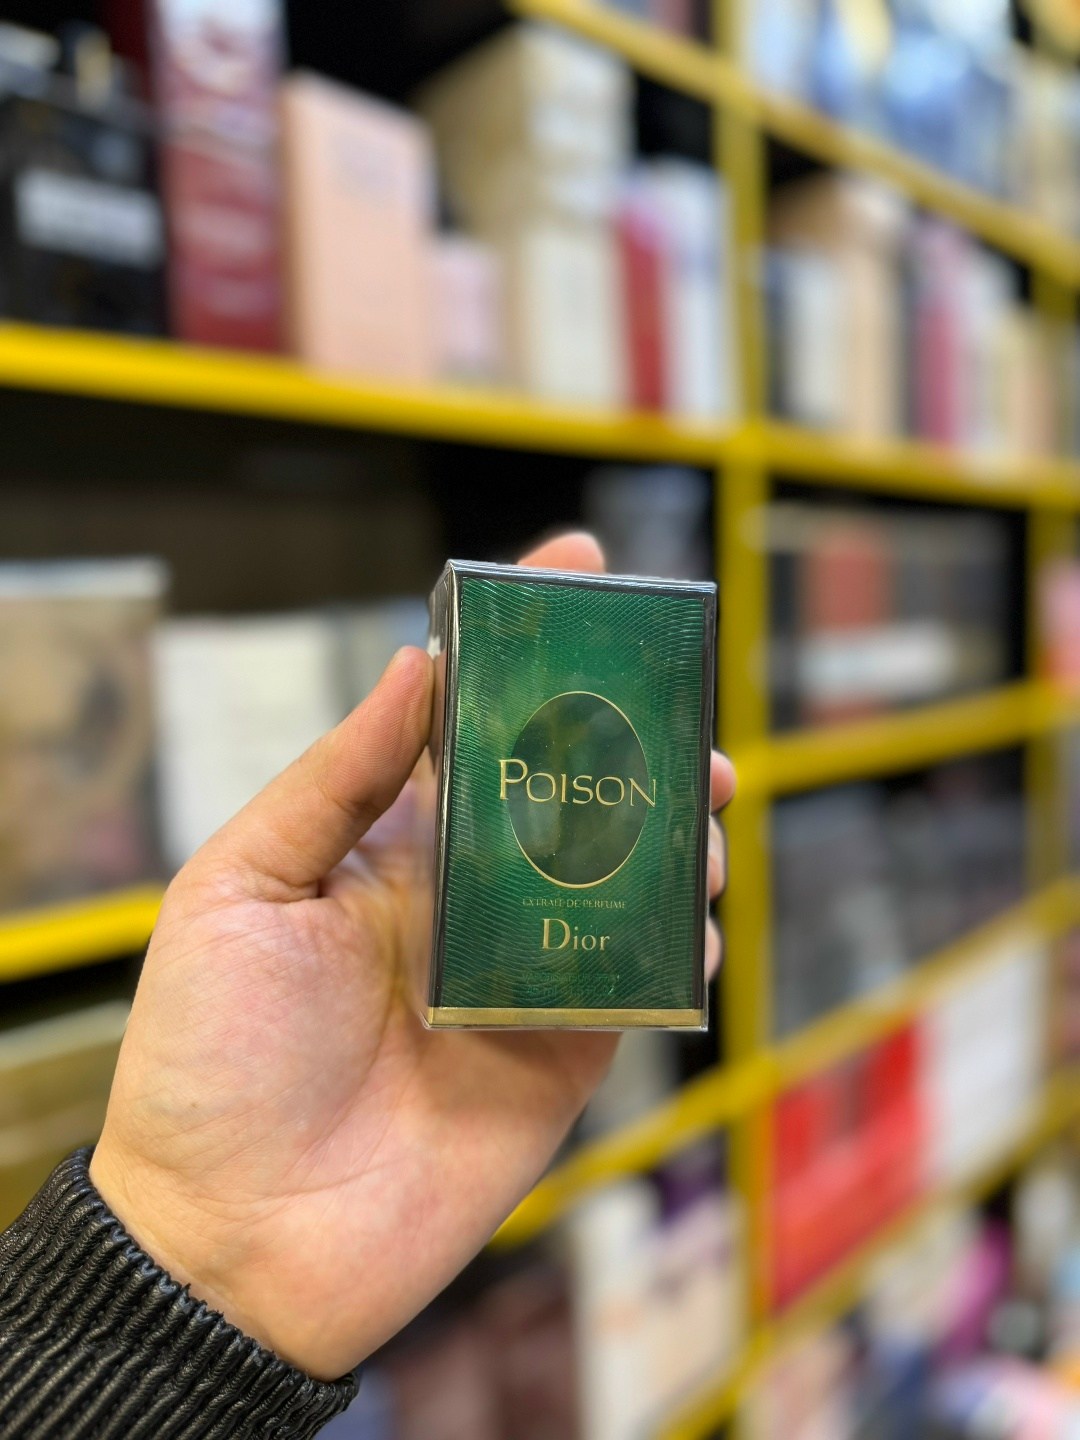 POISON
EXTRAIT DE PERFUME
Dior